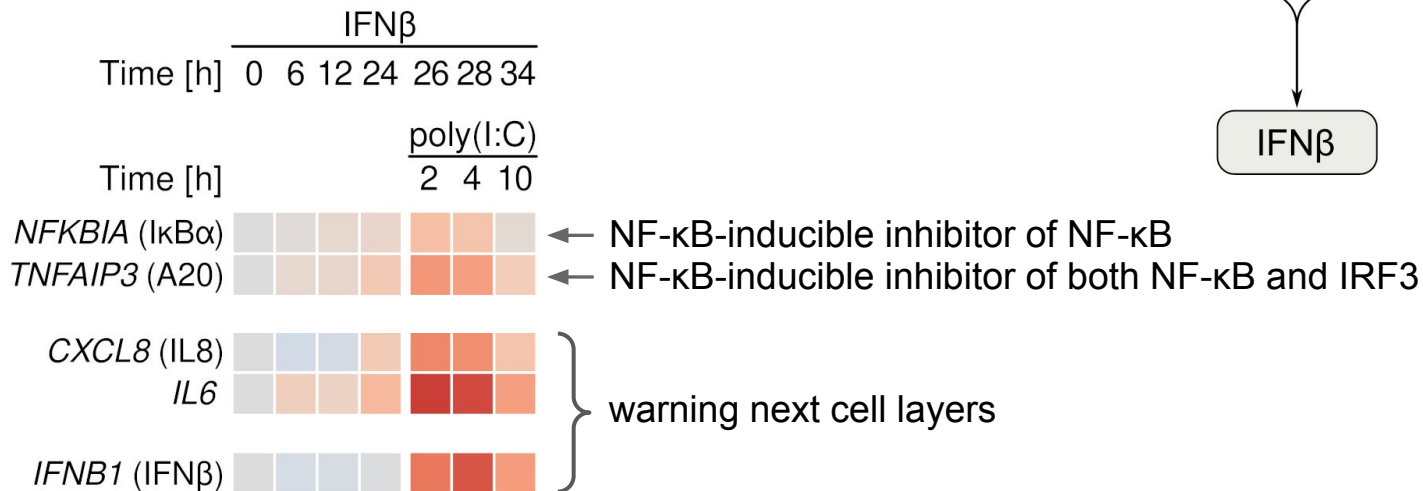 IFNβ
Time [h] 0 6 12 24 26 28 34
IFNβ
poly(I:C)
Time [h] 2 4 10
NFKBIA (IκBα)
NF-κB-inducible inhibitor of NF-κB
TNFAIP3 (A20)
NF-κB-inducible inhibitor of both NF-κB and IRF3
CXCL8 (IL8)
IL6
warning next cell layers
IFNB1 (IFNβ)